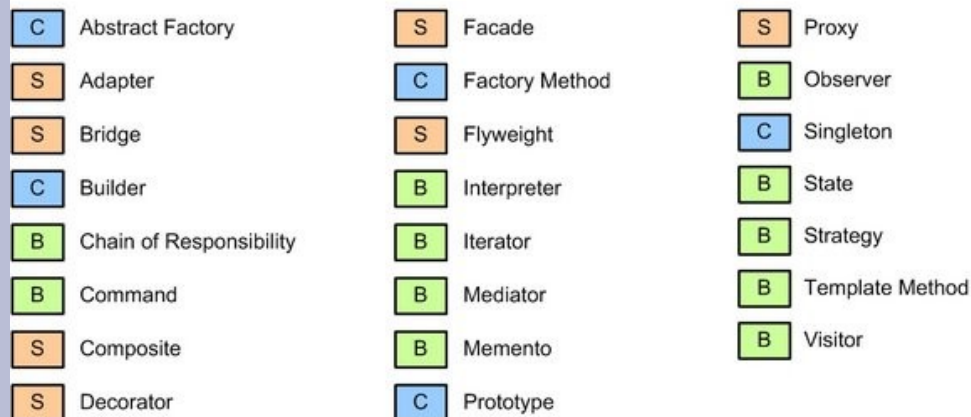 C Abstract Factory
S Adapter
S Bridge
C Builder
B Chain of Responsibility
B Command
S Composite
S Decorator
S Facade
C Factory Method
S Flyweight
B Interpreter
B Iterator
B Mediator
B Memento
C Prototype
S Proxy
B Observer
C Singleton
B State
B Strategy
B Template Method
B Visitor